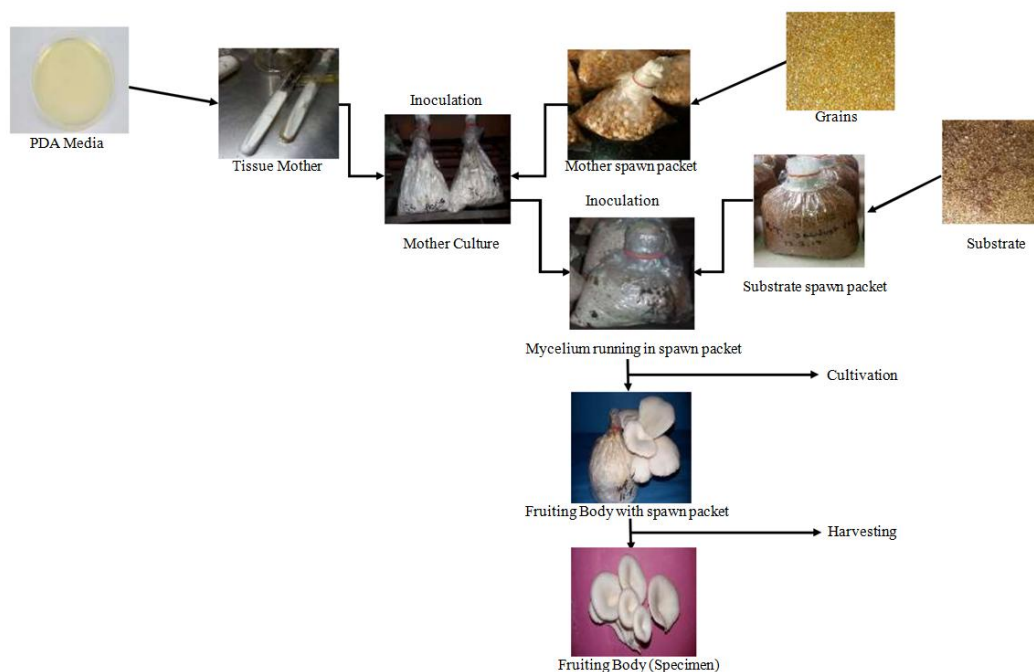 PDA Media
Tissue Mother
Inoculation
Mother Culture
Mother spawn packet
Grains
Inoculation
Substrate spawn packet
Substrate
Mycelium running in spawn packet
Cultivation
Fruiting Body with spawn packet
Harvesting
Fruiting Body (Specimen)